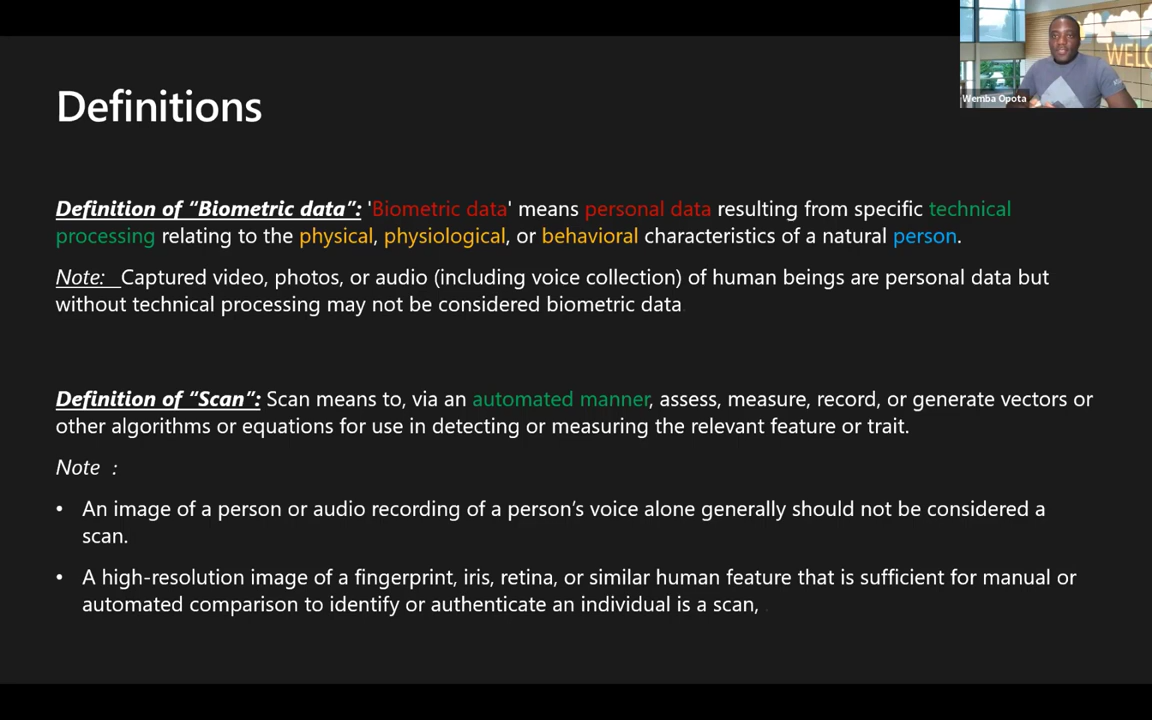 WELC
Wemba Opota
Definitions
Definition of “Biometric data”: 'Biometric data' means personal data resulting from specific technical
processing relating to the physical, physiological, or behavioral characteristics of a natural person.
Note: Captured video, photos, or audio (including voice collection) of human beings are personal data but
without technical processing may not be considered biometric data
Definition of “Scan”: Scan means to, via an automated manner, assess, measure, record, or generate vectors or
other algorithms or equations for use in detecting or measuring the relevant feature or trait.
Note :
• An image of a person or audio recording of a person’s voice alone generally should not be considered a
scan.
• A high-resolution image of a fingerprint, iris, retina, or similar human feature that is sufficient for manual or
automated comparison to identify or authenticate an individual is a scan,